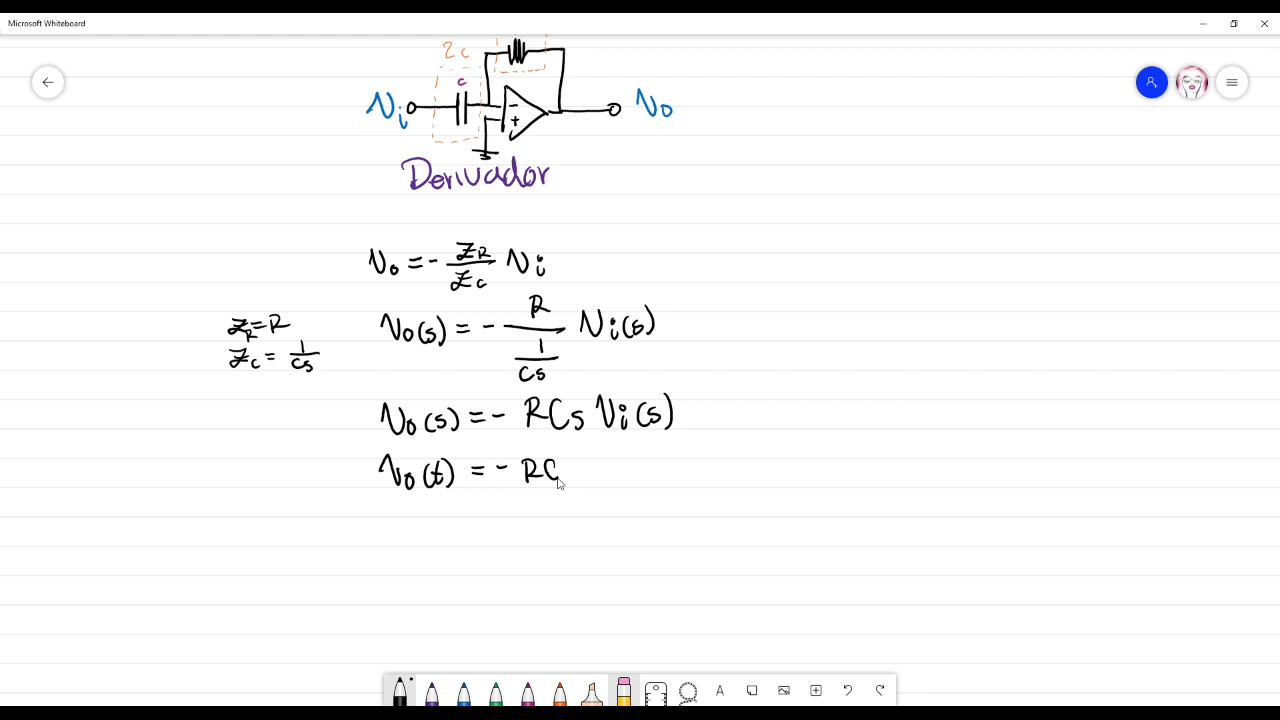 Microsoft Whiteboard
Zc
C
Vi
Vo
-
+
Derivador
Vo = - ZR/Zc Vi
ZR = R
Zc = 1/Cs
Vo(s) = - R/(1/Cs) Vi(s)
Vo(s) = - RCs Vi(s)
Vo(t) = - RC
A